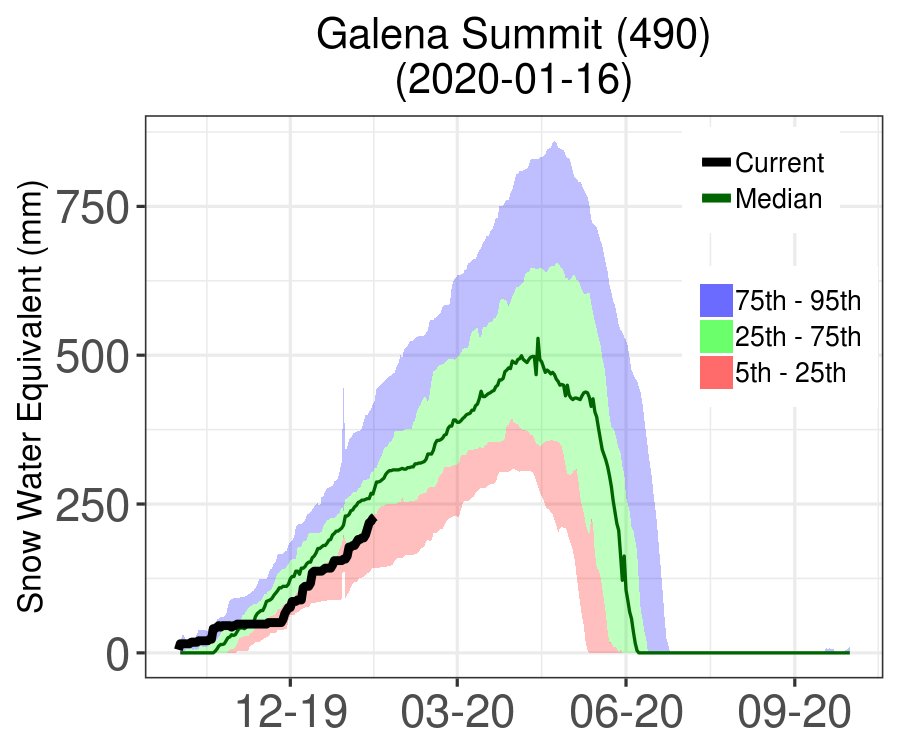 Galena Summit (490)
(2020-01-16)
Snow Water Equivalent (mm)
750
500
250
0
Current
Median
75th - 95th
25th - 75th
5th - 25th
12-19 03-20 06-20 09-20